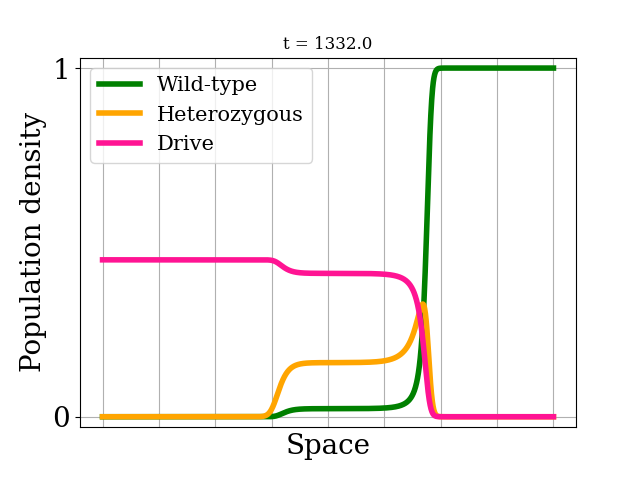 t = 1332.0
Population density
1
0
Wild-type
Heterozygous
Drive
Space